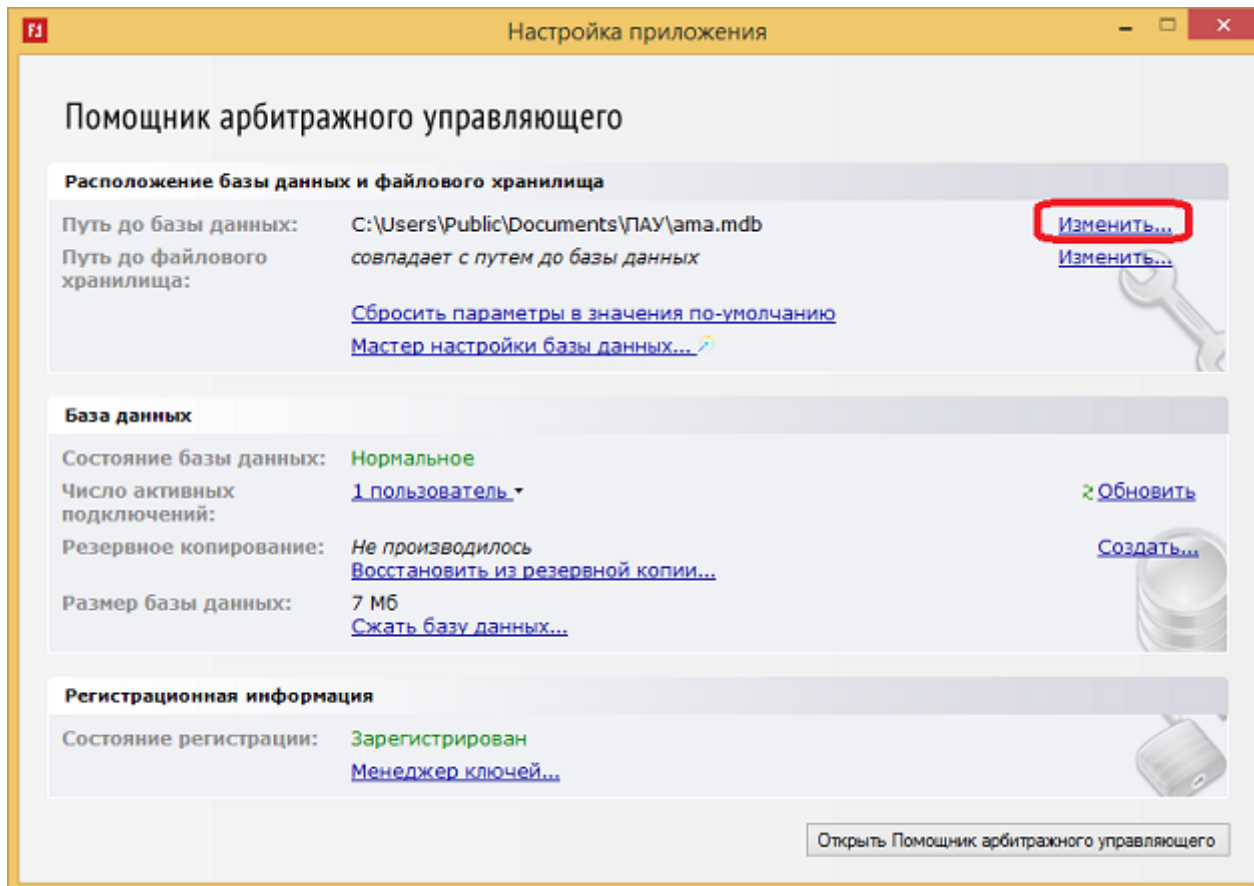 Настройка приложения
Помощник арбитражного управляющего
Расположение базы данных и файлового хранилища
Путь до базы данных: C:\Users\Public\Documents\ПАУ\ama.mdb Изменить...
Путь до файлового совпадает с путем до базы данных Изменить...
хранилища:
Сбросить параметры в значения по-умолчанию
Мастер настройки базы данных...
База данных
Состояние базы данных: Нормальное
Число активных 1 пользователь Обновить
подключений:
Резервное копирование: Не производилось Создать...
Восстановить из резервной копии...
Размер базы данных: 7 Мб
Сжать базу данных...
Регистрационная информация
Состояние регистрации: Зарегистрирован
Менеджер ключей...
Открыть Помощник арбитражного управляющего